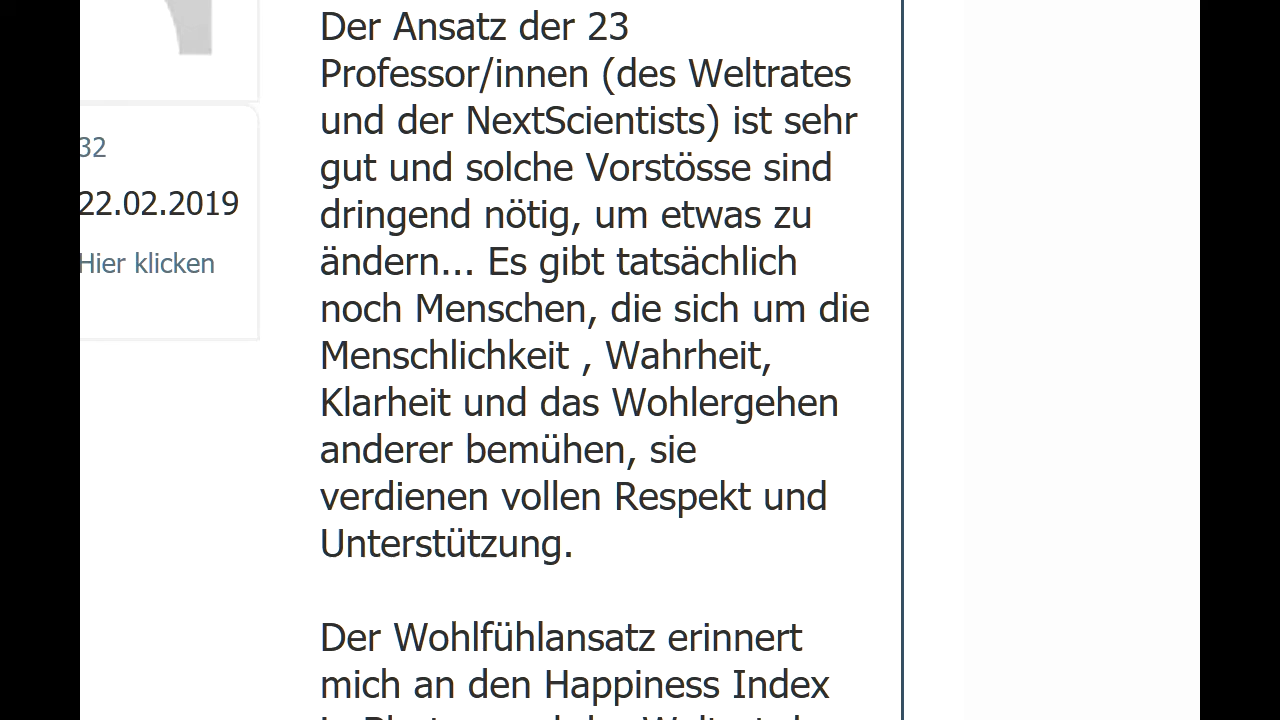 32
22.02.2019
Hier klicken
Der Ansatz der 23
Professor/innen (des Weltrates
und der NextScientists) ist sehr
gut und solche Vorstösse sind
dringend nötig, um etwas zu
ändern... Es gibt tatsächlich
noch Menschen, die sich um die
Menschlichkeit , Wahrheit,
Klarheit und das Wohlergehen
anderer bemühen, sie
verdienen vollen Respekt und
Unterstützung.
Der Wohlfühlansatz erinnert
mich an den Happiness Index